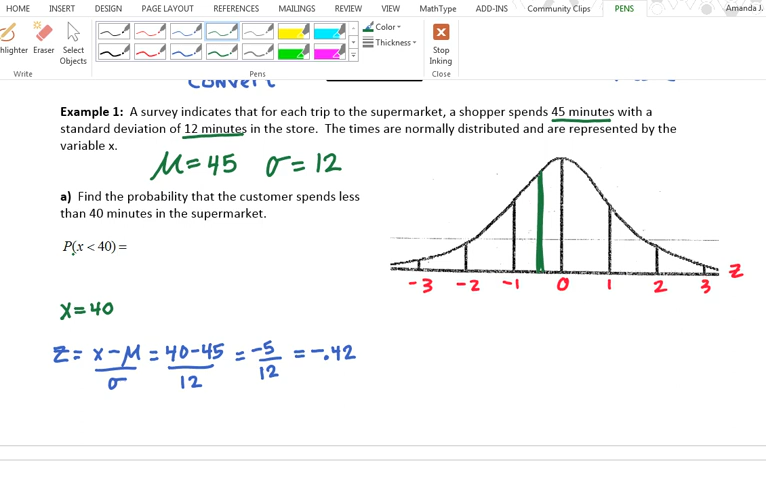 HOME INSERT DESIGN PAGE LAYOUT REFERENCES MAILINGS REVIEW VIEW MathType ADD-INS Community Clips PENS Amanda J.
hlighter Eraser Select Objects
Color
Thickness
Stop Inking
Write Pens Close
Convert
Example 1: A survey indicates that for each trip to the supermarket, a shopper spends 45 minutes with a
standard deviation of 12 minutes in the store. The times are normally distributed and are represented by the
variable x.
μ = 45 σ = 12
a) Find the probability that the customer spends less
than 40 minutes in the supermarket.
P(x < 40) =
-3 -2 -1 0 1 2 3 z
x = 40
z = x - μ / σ = 40 - 45 / 12 = -5 / 12 = -.42